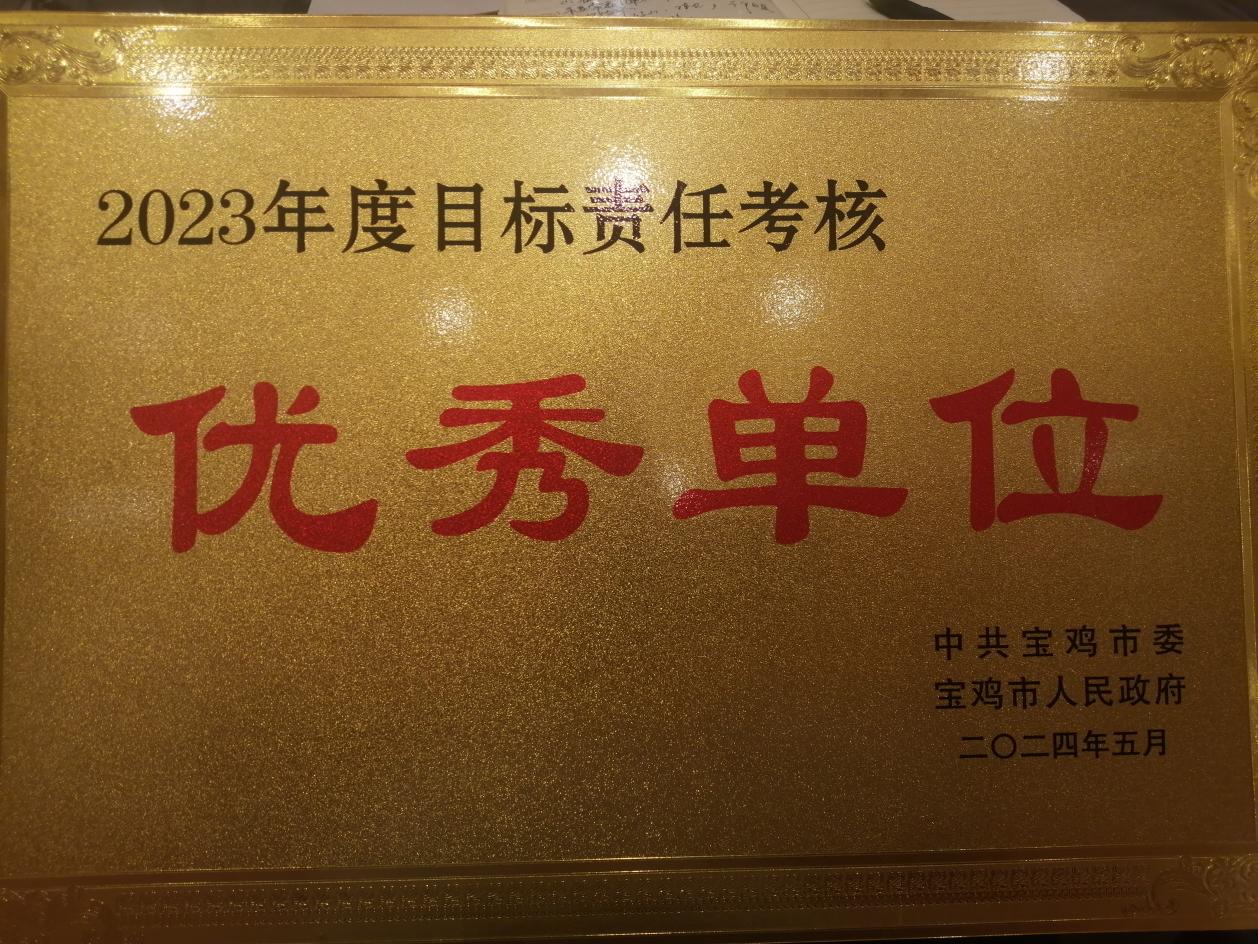 2023年度目标责任考核
优秀单位
中共宝鸡市委
宝鸡市人民政府
二〇二四年五月